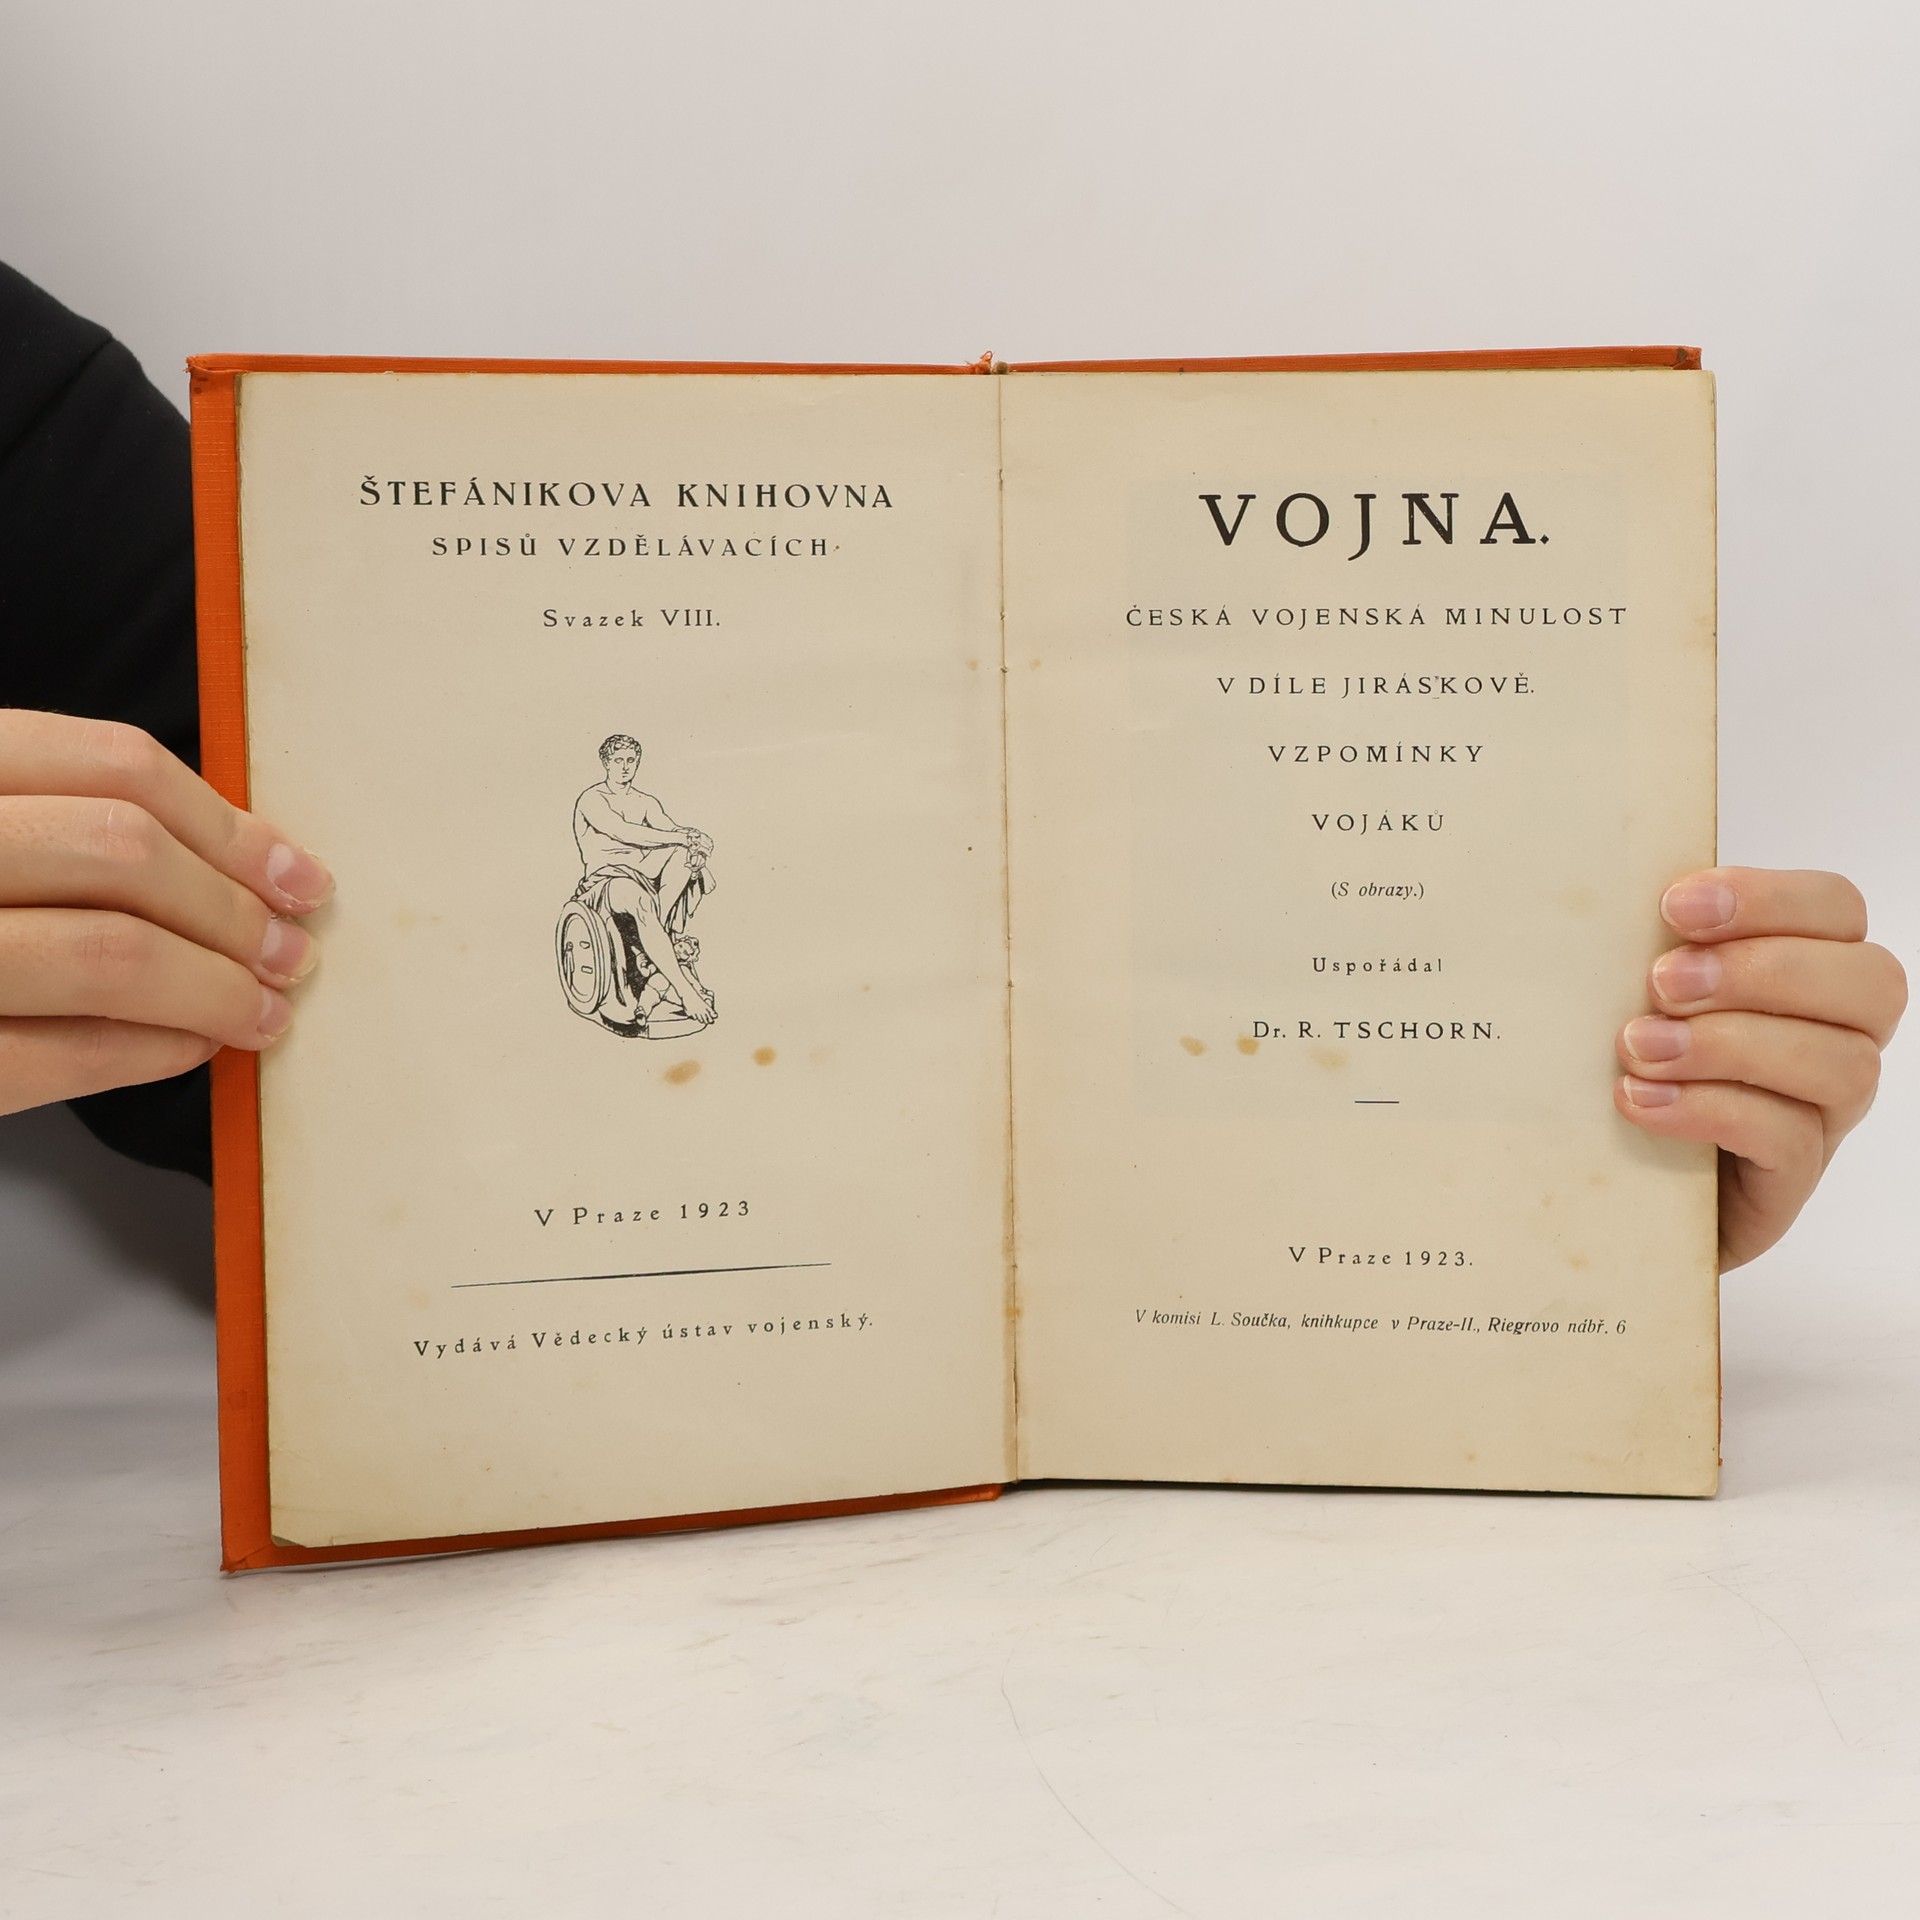 ŠTEFÁNIKOVA KNIHOVNA
SPISŮ VZDĚLÁVACÍCH
Svazek VIII.
V Praze 1923
Vydává Vědecký ústav vojenský.
VOJNA.
ČESKÁ VOJENSKÁ MINULOST
V DÍLE JIRÁSKOVĚ.
VZPOMÍNKY
VOJÁKŮ
(S obrazy.)
Uspořádal
Dr. R. TSCHORN.
V Praze 1923.
V komisi L. Součka, knihkupce v Praze-II., Riegrovo nábř. 6